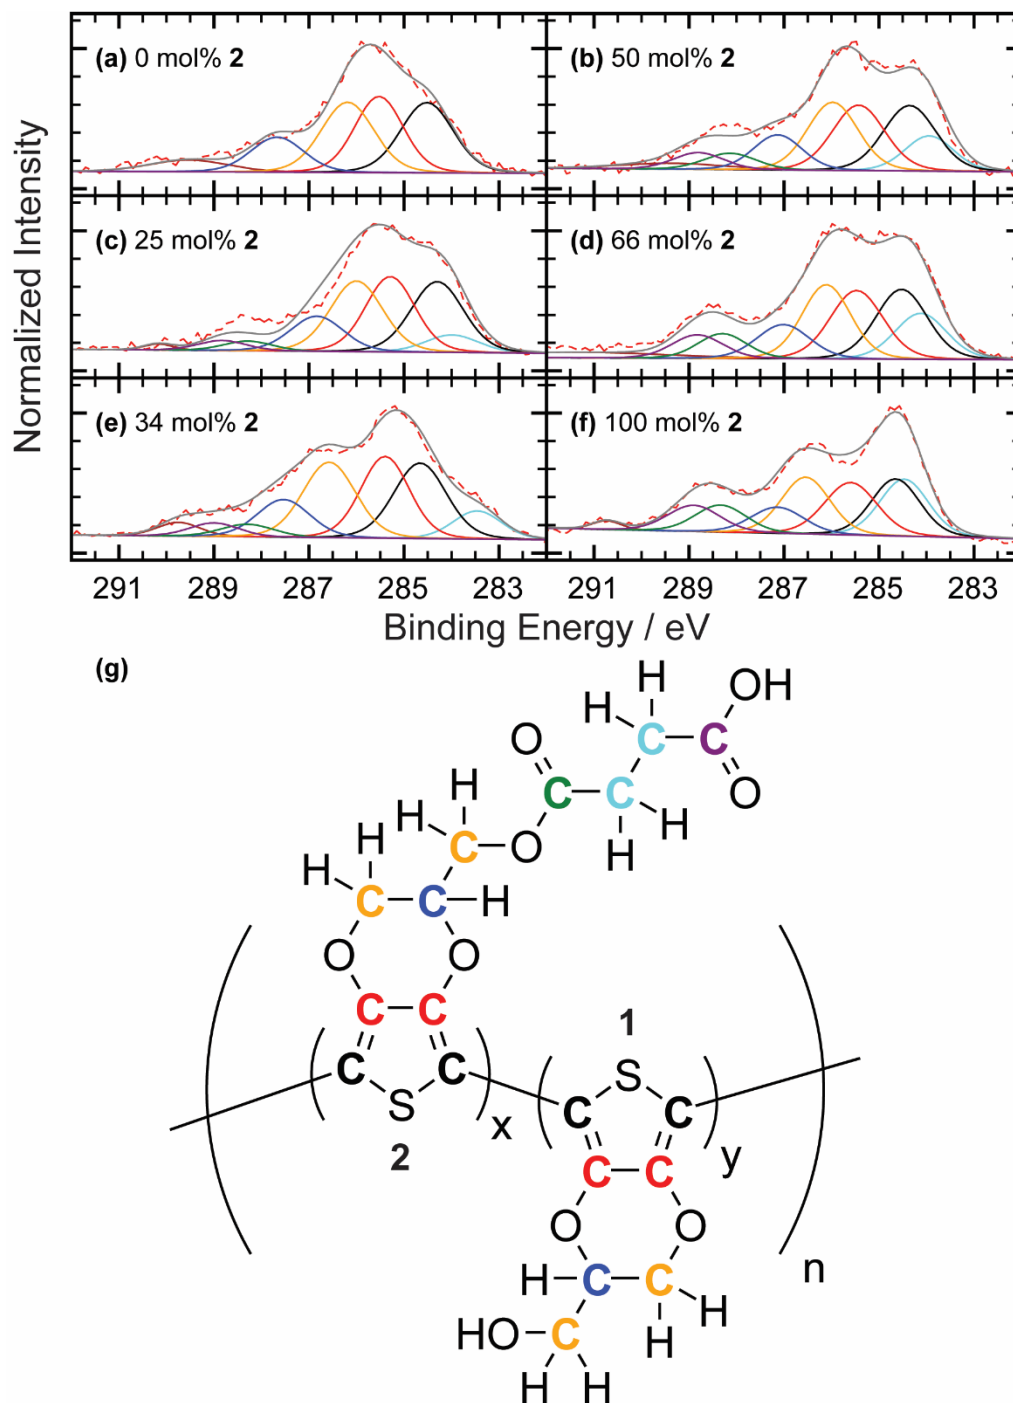 (a) 0 mol% 2
(b) 50 mol% 2
(c) 25 mol% 2
(d) 66 mol% 2
(e) 34 mol% 2
(f) 100 mol% 2
Normalized Intensity
291 289 287 285 283 291 289 287 285 283
Binding Energy / eV
(g)
H OH
H C C
O O
H C C H
H H
C O H
H
H C C H
O O
C C
1
C C S
S C C
2 x y
C C
O O
H C C H n
HO C H
H H